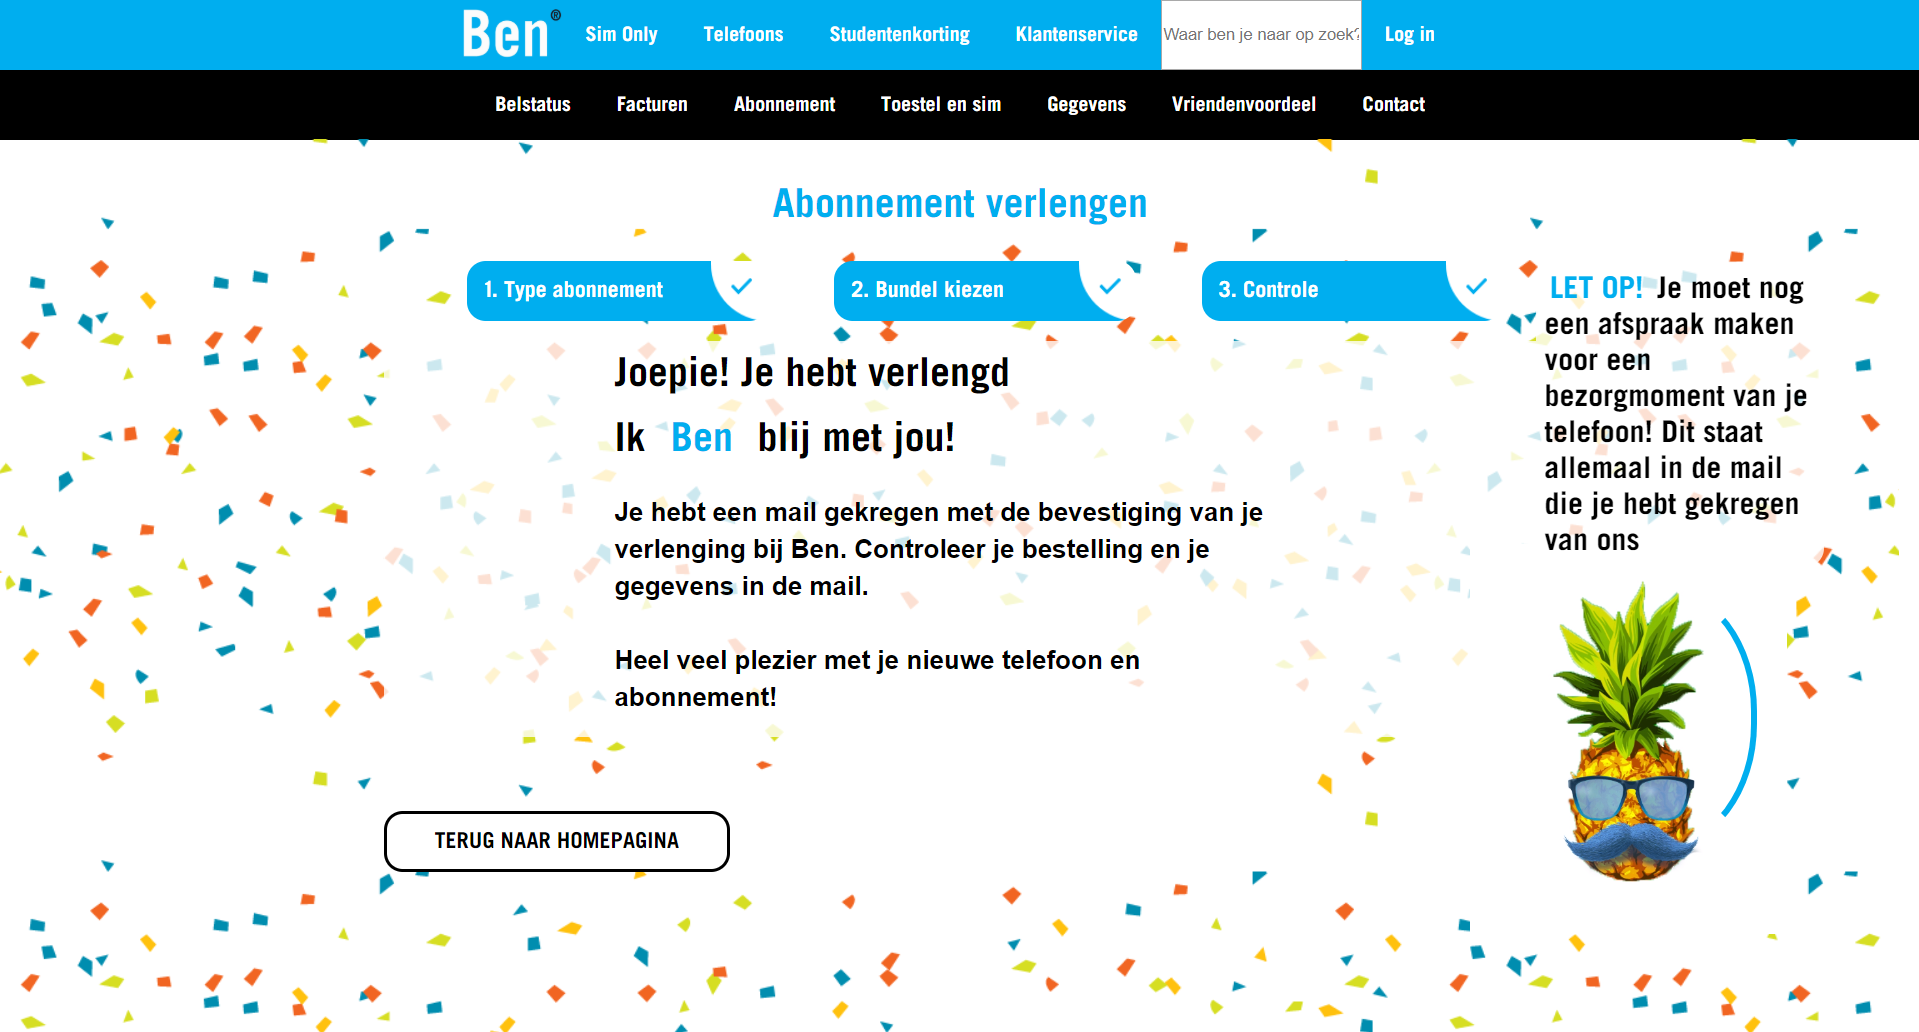 Ben®
Sim Only
Telefoons
Studentenkorting
Klantenservice
Waar ben je naar op zoek?
Log in
Belstatus
Facturen
Abonnement
Toestel en sim
Gegevens
Vriendenvoordeel
Contact
Abonnement verlengen
1. Type abonnement
2. Bundel kiezen
3. Controle
Joepie! Je hebt verlengd
Ik Ben blij met jou!
Je hebt een mail gekregen met de bevestiging van je
verlenging bij Ben. Controleer je bestelling en je
gegevens in de mail.
Heel veel plezier met je nieuwe telefoon en
abonnement!
LET OP! Je moet nog
een afspraak maken
voor een
bezorgmoment van je
telefoon! Dit staat
allemaal in de mail
die je hebt gekregen
van ons
TERUG NAAR HOMEPAGINA